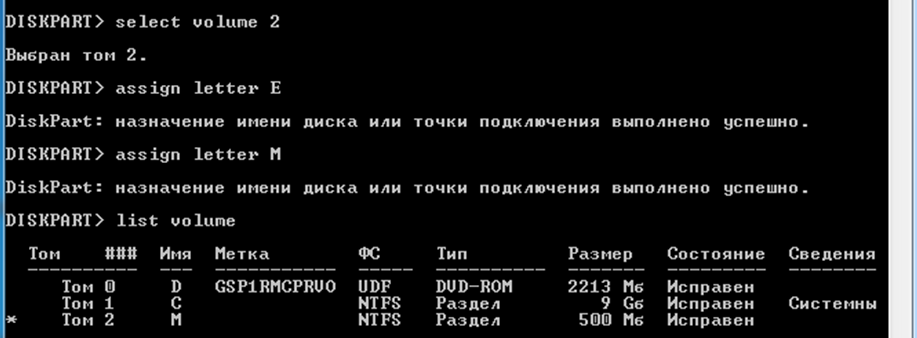 DISKPART> select volume 2
Выбран том 2.
DISKPART> assign letter E
DiskPart: назначение имени диска или точки подключения выполнено успешно.
DISKPART> assign letter M
DiskPart: назначение имени диска или точки подключения выполнено успешно.
DISKPART> list volume
Том ### Имя Метка ФС Тип Размер Состояние Сведения
---------- --- ----------- ----- ---------- ------- --------- --------
Том 0 D GSP1RMCPRVO UDF DVD-ROM 2213 Мб Исправен
Том 1 C NTFS Раздел 9 Gб Исправен Системны
* Том 2 M NTFS Раздел 500 Мб Исправен